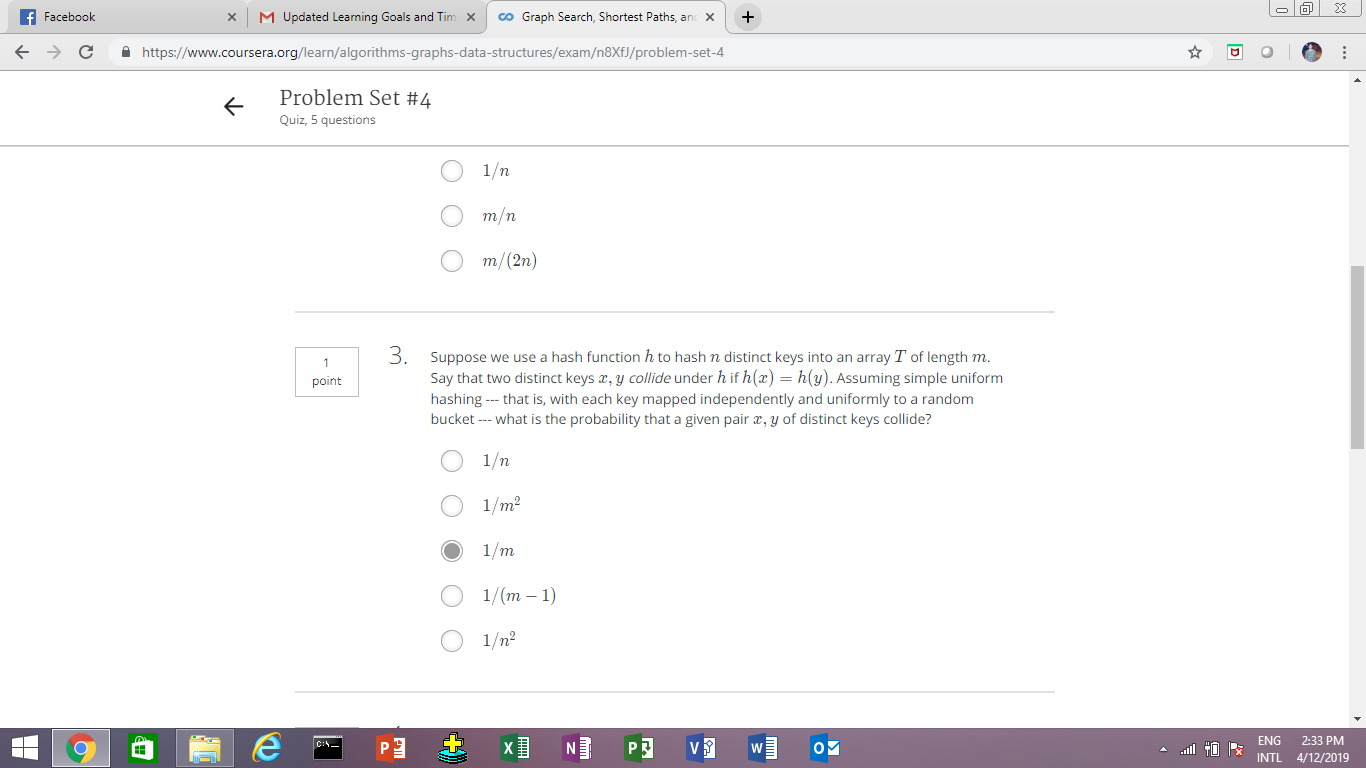 Facebook
Updated Learning Goals and Tim
Graph Search, Shortest Paths, an
https://www.coursera.org/learn/algorithms-graphs-data-structures/exam/n8XfJ/problem-set-4
Problem Set #4
Quiz, 5 questions
1/n
m/n
m/(2n)
1
point
3.
Suppose we use a hash function h to hash n distinct keys into an array T of length m.
Say that two distinct keys x, y collide under h if h(x) = h(y). Assuming simple uniform
hashing --- that is, with each key mapped independently and uniformly to a random
bucket --- what is the probability that a given pair x, y of distinct keys collide?
1/n
1/m²
1/m
1/(m − 1)
1/n²
ENG
INTL
2:33 PM
4/12/2019